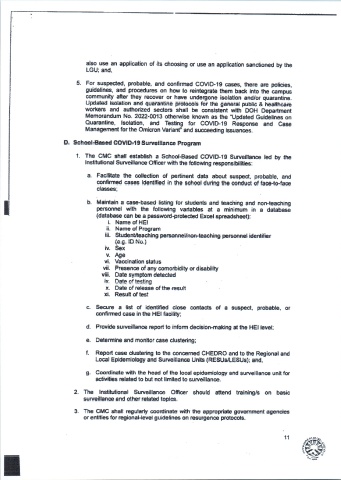 also use an application of its choosing or use an application sanctioned by the
LGU; and,
5. For suspected, probable, and confirmed COVID-19 cases, there are policies,
guidelines, and procedures on how to reintegrate them back into the campus
community after they recover or have undergone isolation and/or quarantine.
Updated isolation and quarantine protocols for the general public & healthcare
workers and authorized sectors shall be consistent with DOH Department
Memorandum No. 2022-0013 otherwise known as the "Updated Guidelines on
Quarantine, Isolation, and Testing for COVID-19 Response and Case
Management for the Omicron Variant" and succeeding issuances.
D. School-Based COVID-19 Surveillance Program
1. The CMC shall establish a School-Based COVID-19 Surveillance led by the
Institutional Surveillance Officer with the following responsibilities:
a. Facilitate the collection of pertinent data about suspect, probable, and
confirmed cases identified in the school during the conduct of face-to-face
classes;
b. Maintain a case-based listing for students and teaching and non-teaching
personnel with the following variables at a minimum in a database
(database can be a password-protected Excel spreadsheet):
i. Name of HEI
ii. Name of Program
iii. Student/teaching personnel/non-teaching personnel identifier
(e.g. ID No.)
iv. Sex
v. Age
vi. Vaccination status
vii. Presence of any comorbidity or disability
viii. Date symptom detected
ix. Date of testing
x. Date of release of the result
xi. Result of test
c. Secure a list of identified close contacts of a suspect, probable, or
confirmed case in the HEI facility;
d. Provide surveillance report to inform decision-making at the HEI level;
e. Determine and monitor case clustering;
f. Report case clustering to the concerned CHEDRO and to the Regional and
Local Epidemiology and Surveillance Units (RESUs/LESUs); and,
g. Coordinate with the head of the local epidemiology and surveillance unit for
activities related to but not limited to surveillance.
2. The Institutional Surveillance Officer should attend training/s on basic
surveillance and other related topics.
3. The CMC shall regularly coordinate with the appropriate government agencies
or entities for regional-level guidelines on resurgence protocols.
11